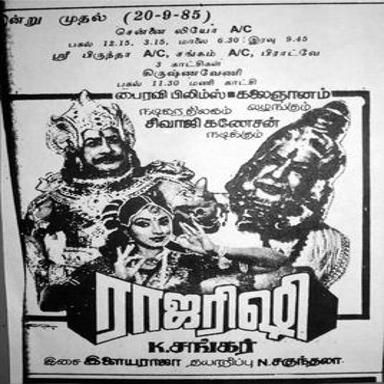 இன்று முதல் (20-9-85)
சென்னை லியோ A/C
பகல் 12.15, 3.15, மாலை 6.30: இரவு 9.45
ஸ்ரீ பிருந்தா A/C, சங்கம் A/C, பிராட்வே
3 காட்சிகள்
கிருஷ்ணவேணி
பகல் 11.30 மணி காட்சி
பைரவி பிலிம்ஸ் கலைஞானம்
வழங்கும்
நடிகர் திலகம்
சிவாஜி கணேசன்
நடிக்கும்
ராஜரிஷி
K.சங்கர்
இசை இளையராஜா தயாரிப்பு N.சகுந்தலா